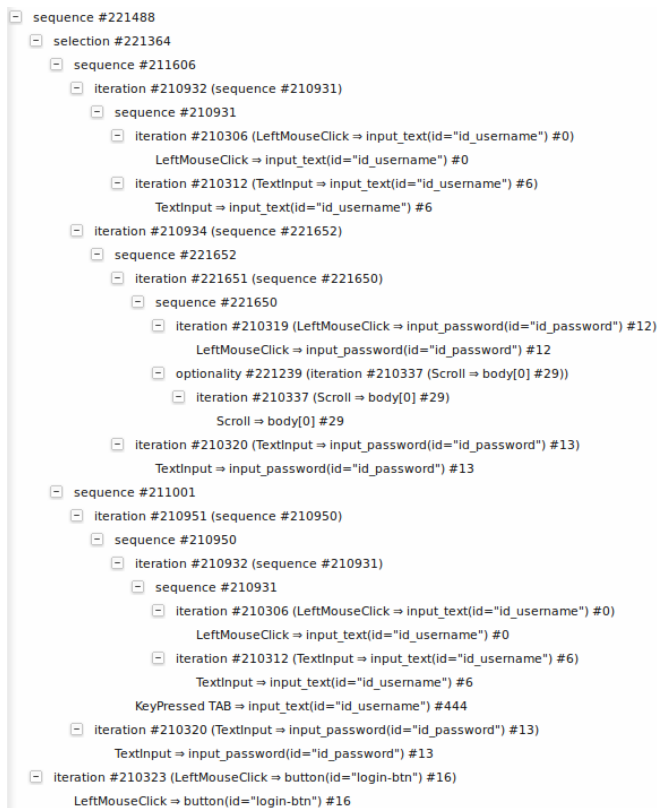 sequence #221488
selection #221364
sequence #211606
iteration #210932 (sequence #210931)
sequence #210931
iteration #210306 (LeftMouseClick ⇒ input_text(id="id_username") #0)
LeftMouseClick ⇒ input_text(id="id_username") #0
iteration #210312 (TextInput ⇒ input_text(id="id_username") #6)
TextInput ⇒ input_text(id="id_username") #6
iteration #210934 (sequence #221652)
sequence #221652
iteration #221651 (sequence #221650)
sequence #221650
iteration #210319 (LeftMouseClick ⇒ input_password(id="id_password") #12)
LeftMouseClick ⇒ input_password(id="id_password") #12
optionality #221239 (iteration #210337 (Scroll ⇒ body[0] #29))
iteration #210337 (Scroll ⇒ body[0] #29)
Scroll ⇒ body[0] #29
iteration #210320 (TextInput ⇒ input_password(id="id_password") #13)
TextInput ⇒ input_password(id="id_password") #13
sequence #211001
iteration #210951 (sequence #210950)
sequence #210950
iteration #210932 (sequence #210931)
sequence #210931
iteration #210306 (LeftMouseClick ⇒ input_text(id="id_username") #0)
LeftMouseClick ⇒ input_text(id="id_username") #0
iteration #210312 (TextInput ⇒ input_text(id="id_username") #6)
TextInput ⇒ input_text(id="id_username") #6
KeyPressed TAB ⇒ input_text(id="id_username") #444
iteration #210320 (TextInput ⇒ input_password(id="id_password") #13)
TextInput ⇒ input_password(id="id_password") #13
iteration #210323 (LeftMouseClick ⇒ button(id="login-btn") #16)
LeftMouseClick ⇒ button(id="login-btn") #16